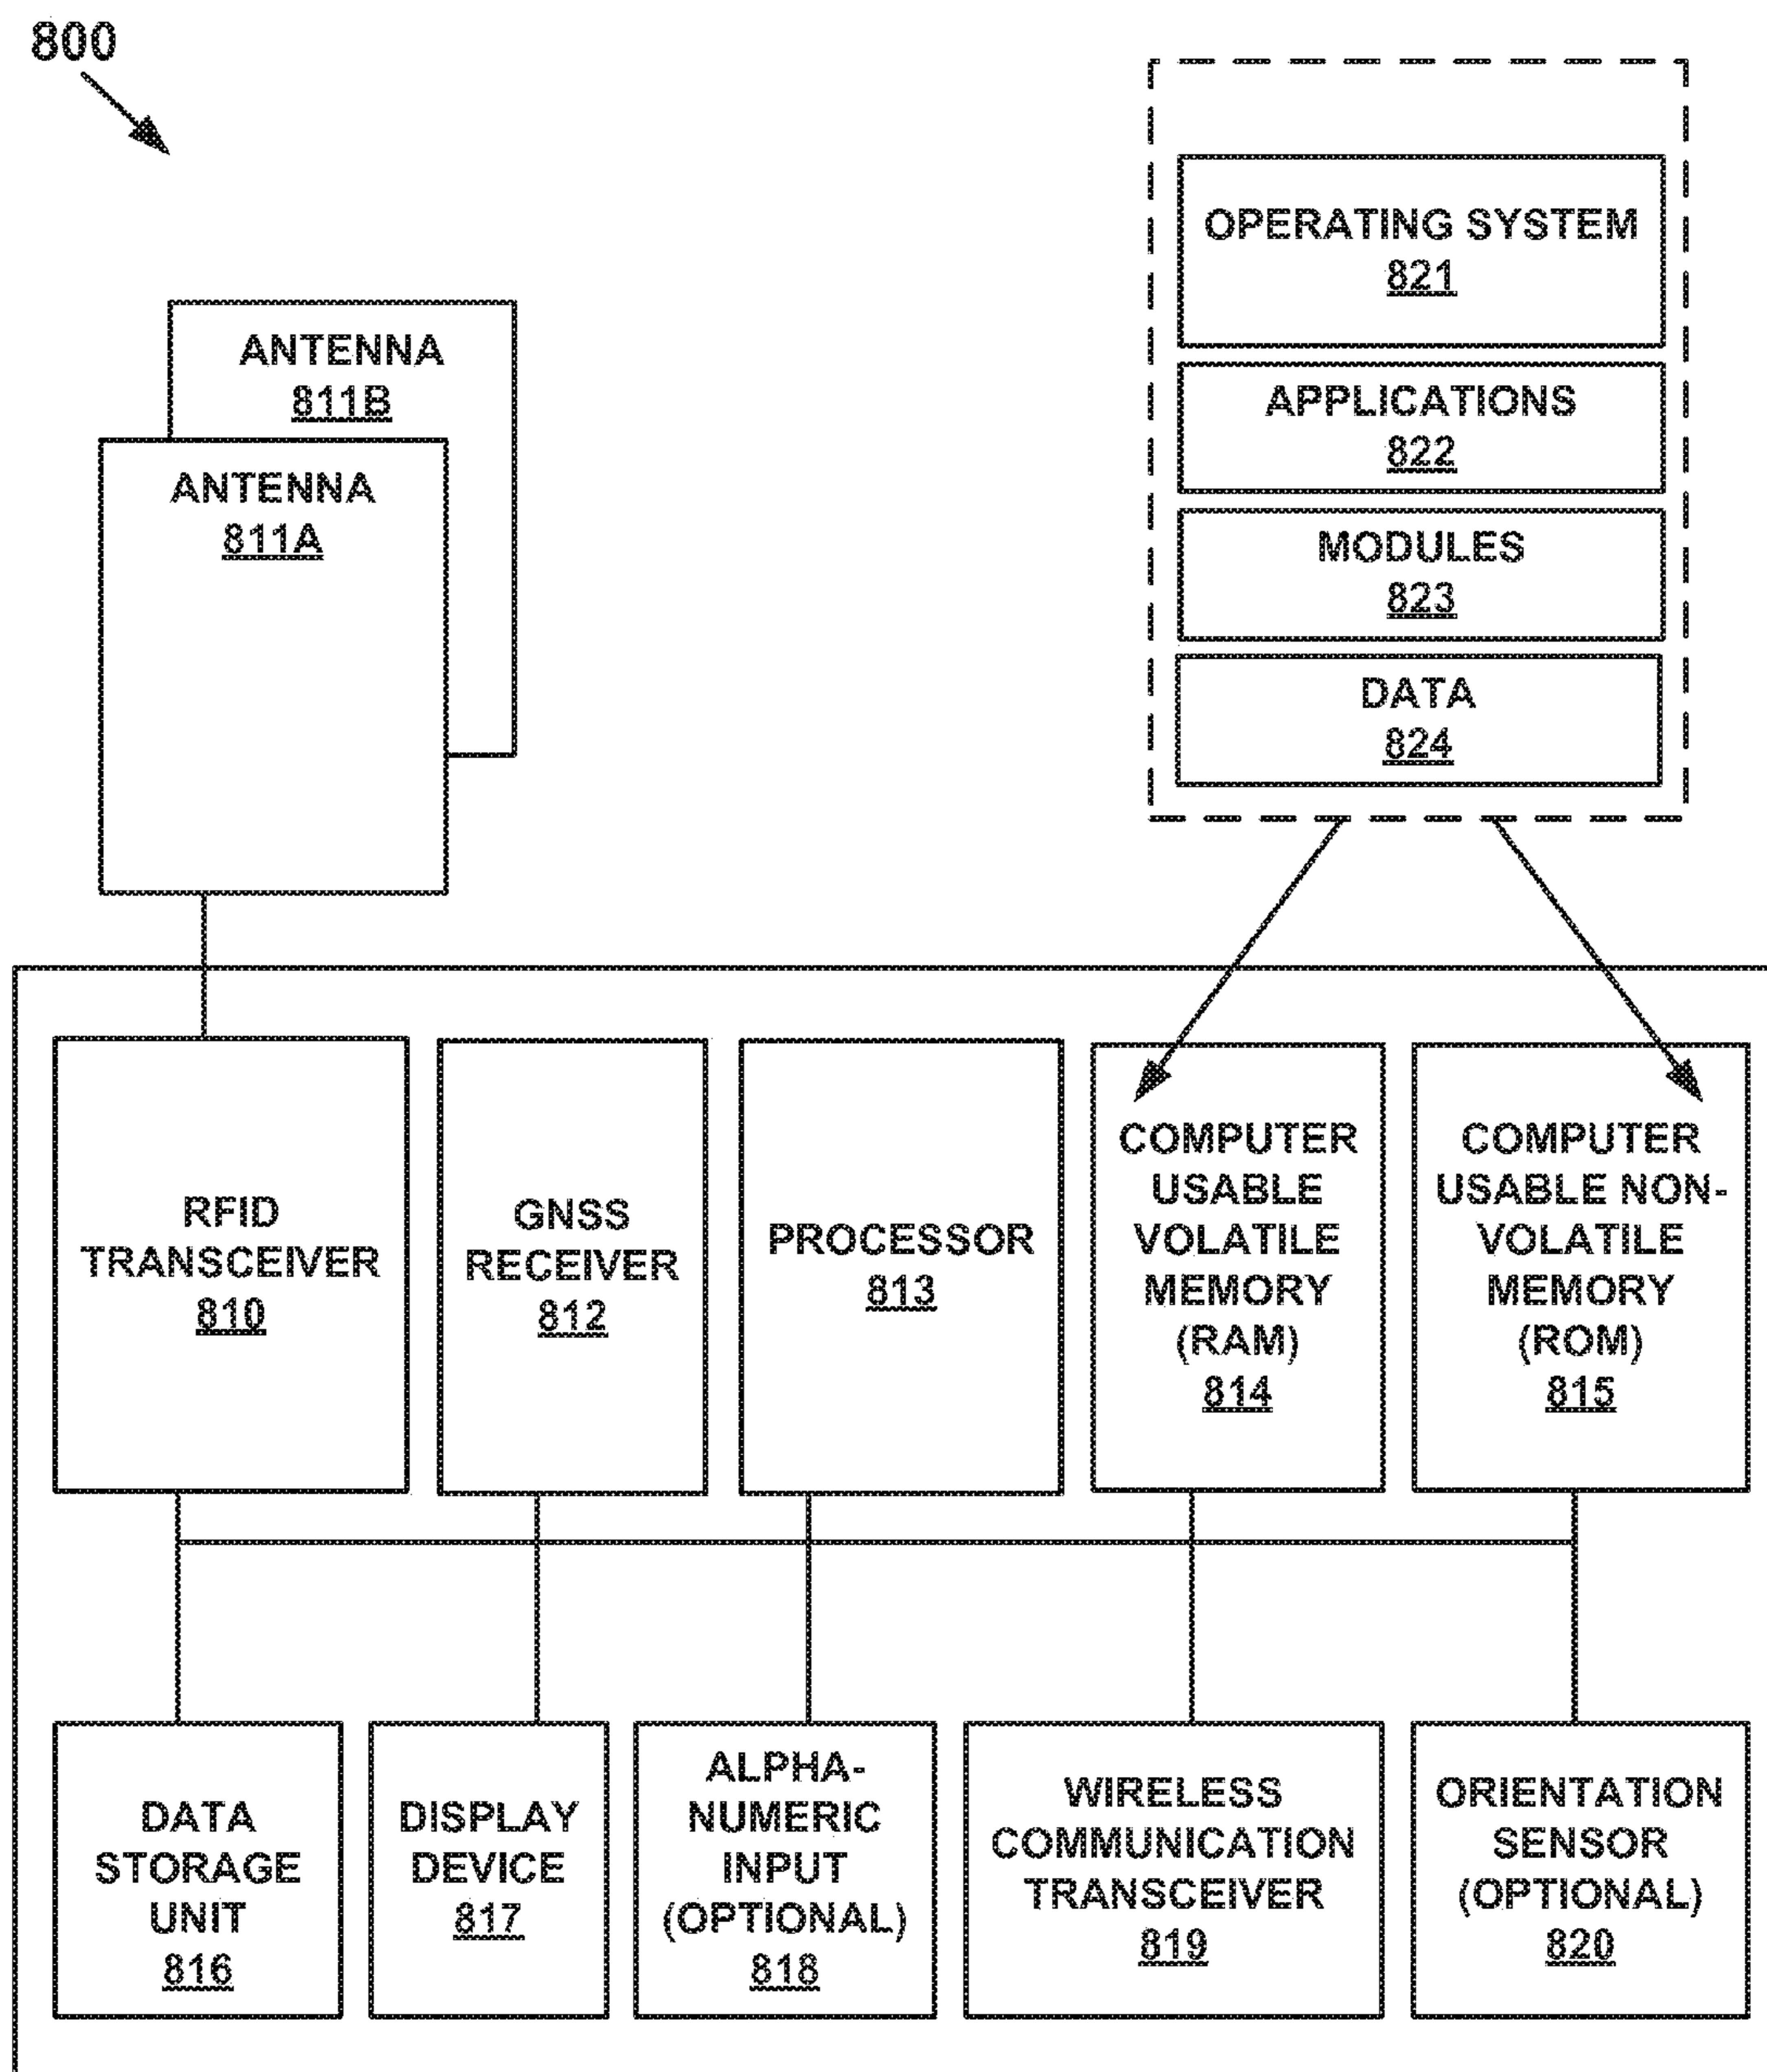 800
OPERATING SYSTEM
821
APPLICATIONS
822
MODULES
823
DATA
824
ANTENNA
811B
ANTENNA
811A
RFID
TRANSCEIVER
810
GNSS
RECEIVER
812
PROCESSOR
813
COMPUTER
USABLE
VOLATILE
MEMORY
(RAM)
814
COMPUTER
USABLE NON-
VOLATILE
MEMORY
(ROM)
815
DATA
STORAGE
UNIT
816
DISPLAY
DEVICE
817
ALPHA-
NUMERIC
INPUT
(OPTIONAL)
818
WIRELESS
COMMUNICATION
TRANSCEIVER
819
ORIENTATION
SENSOR
(OPTIONAL)
820